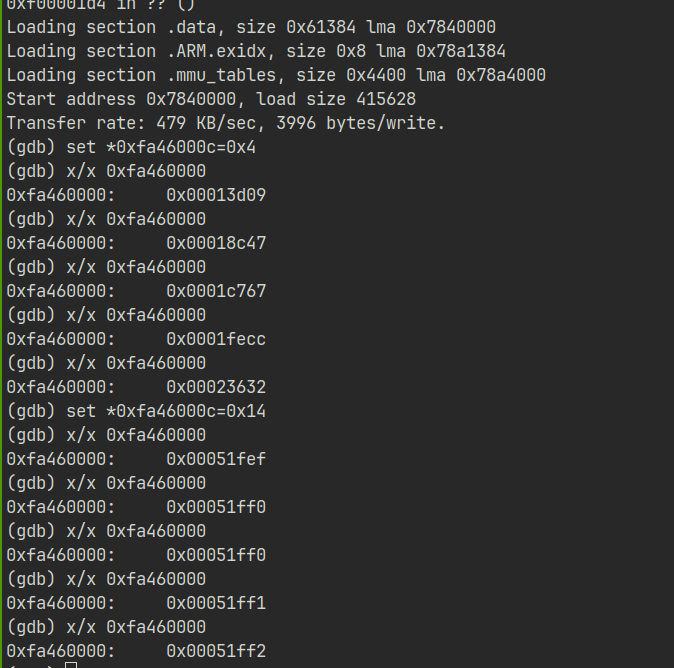 0xf00001d4 in ?? ()
Loading section .data, size 0x61384 lma 0x7840000
Loading section .ARM.exidx, size 0x8 lma 0x78a1384
Loading section .mmu_tables, size 0x4400 lma 0x78a4000
Start address 0x7840000, load size 415628
Transfer rate: 479 KB/sec, 3996 bytes/write.
(gdb) set *0xfa46000c=0x4
(gdb) x/x 0xfa460000
0xfa460000:     0x00013d09
(gdb) x/x 0xfa460000
0xfa460000:     0x00018c47
(gdb) x/x 0xfa460000
0xfa460000:     0x0001c767
(gdb) x/x 0xfa460000
0xfa460000:     0x0001fecc
(gdb) x/x 0xfa460000
0xfa460000:     0x00023632
(gdb) set *0xfa46000c=0x14
(gdb) x/x 0xfa460000
0xfa460000:     0x00051fef
(gdb) x/x 0xfa460000
0xfa460000:     0x00051ff0
(gdb) x/x 0xfa460000
0xfa460000:     0x00051ff0
(gdb) x/x 0xfa460000
0xfa460000:     0x00051ff1
(gdb) x/x 0xfa460000
0xfa460000:     0x00051ff2